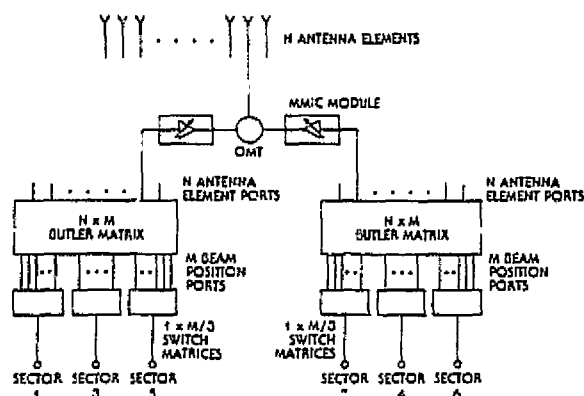 N ANTENNA ELEMENTS
MMIC MODULE
OMT
N ANTENNA
ELEMENT PORTS
N x M
BUTLER MATRIX
M BEAM
POSITION
PORTS
1 x M/3
SWITCH
MATRICES
SECTOR
1
SECTOR
3
SECTOR
5
N ANTENNA
ELEMENT PORTS
N x M
BUTLER MATRIX
M BEAM
POSITION
PORTS
1 x M/3
SWITCH
MATRICES
SECTOR
SECTOR
4
SECTOR
6